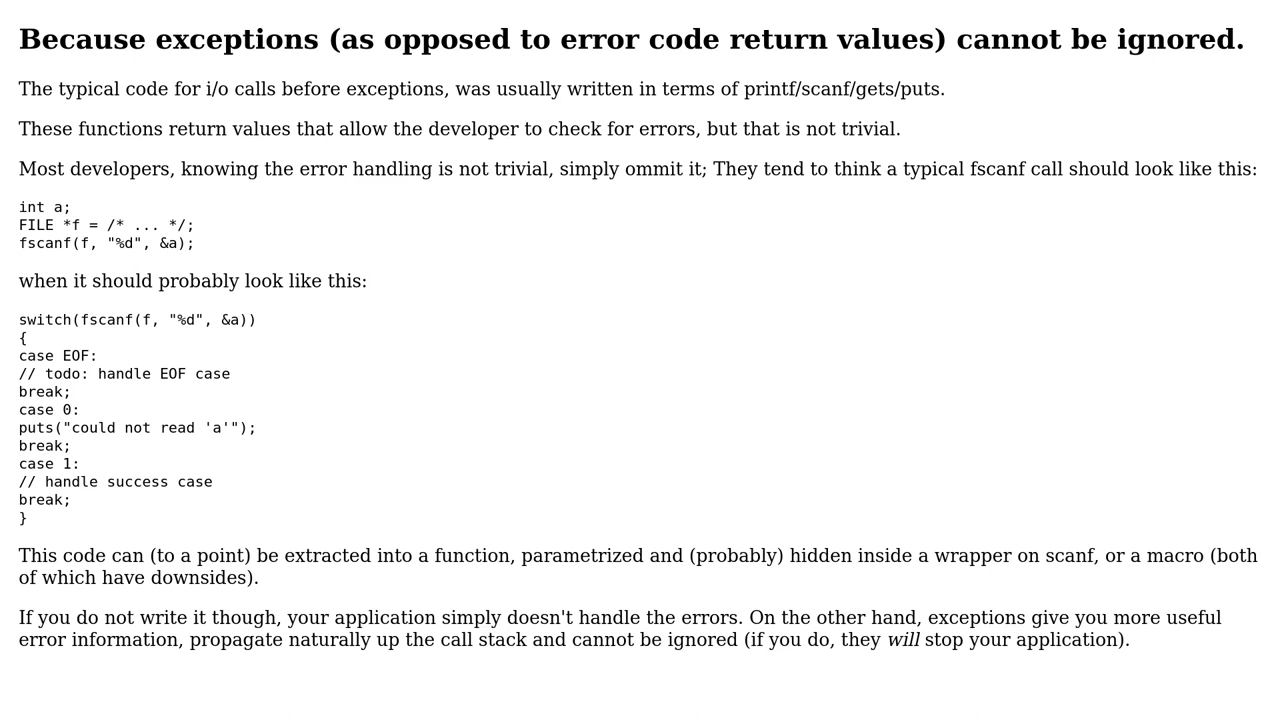 Because exceptions (as opposed to error code return values) cannot be ignored.
The typical code for i/o calls before exceptions, was usually written in terms of printf/scanf/gets/puts.
These functions return values that allow the developer to check for errors, but that is not trivial.
Most developers, knowing the error handling is not trivial, simply ommit it; They tend to think a typical fscanf call should look like this:
int a;
FILE *f = /* ... */;
fscanf(f, "%d", &a);
when it should probably look like this:
switch(fscanf(f, "%d", &a))
{
case EOF:
// todo: handle EOF case
break;
case 0:
puts("could not read 'a'");
break;
case 1:
// handle success case
break;
}
This code can (to a point) be extracted into a function, parametrized and (probably) hidden inside a wrapper on scanf, or a macro (both
of which have downsides).
If you do not write it though, your application simply doesn't handle the errors. On the other hand, exceptions give you more useful
error information, propagate naturally up the call stack and cannot be ignored (if you do, they will stop your application).